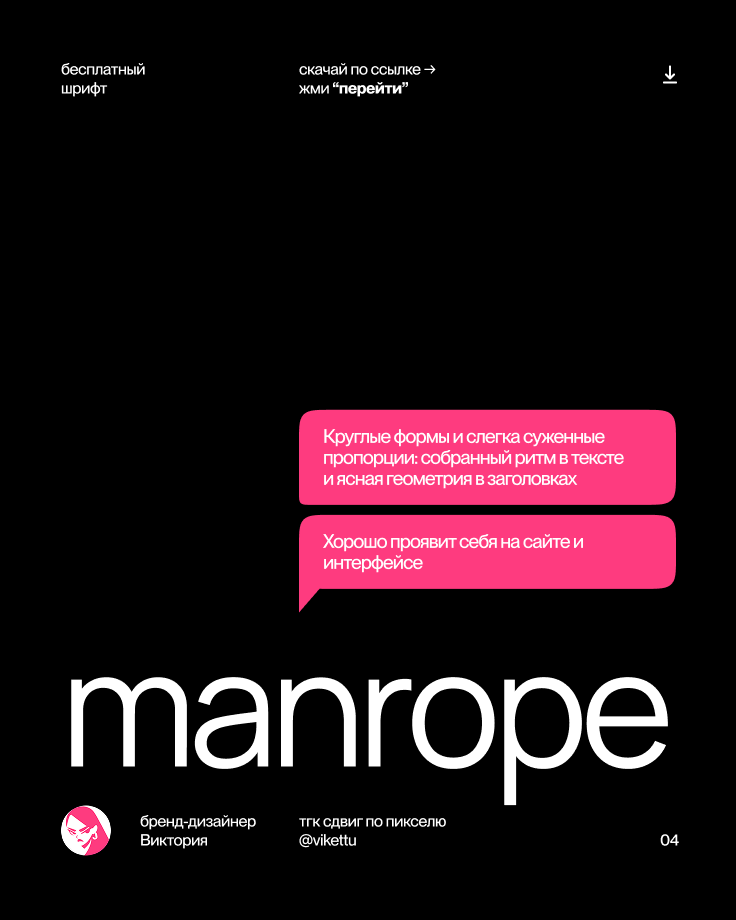 бесплатный
шрифт
скачай по ссылке →
жми “перейти”
Круглые формы и слегка суженные
пропорции: собранный ритм в тексте
и ясная геометрия в заголовках
Хорошо проявит себя на сайте и
интерфейсе
manrope
бренд-дизайнер
Виктория
тгк сдвиг по пикселю
@vikettu
04